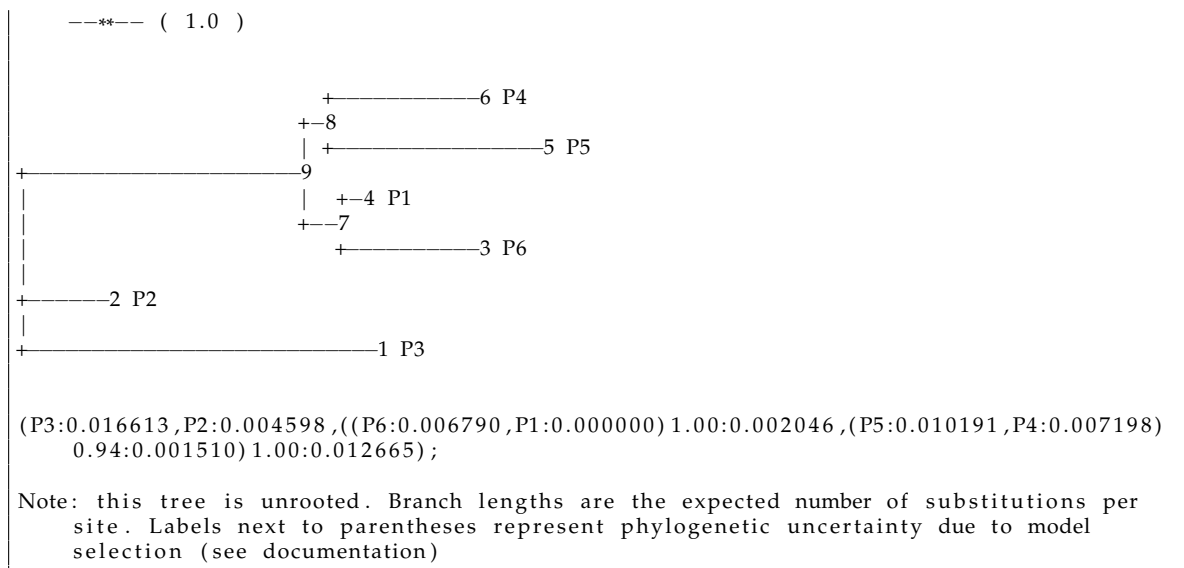 --**-- ( 1.0 )
+-----------6 P4
+-8
| +----------------5 P5
+---------------------9
| | +-4 P1
| +--7
| +----------3 P6
|
+------2 P2
|
+---------------------------1 P3
(P3:0.016613,P2:0.004598,((P6:0.006790,P1:0.000000)1.00:0.002046,(P5:0.010191,P4:0.007198)
0.94:0.001510)1.00:0.012665);
Note: this tree is unrooted. Branch lengths are the expected number of substitutions per
site. Labels next to parentheses represent phylogenetic uncertainty due to model
selection (see documentation)